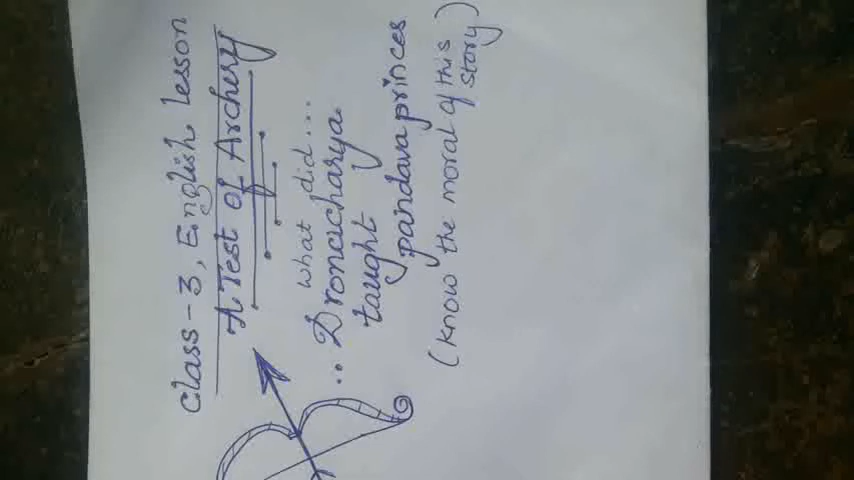 Class-3, English lesson
A Test of Archery
What did...
.. Dronacharya
taught
pandava princes
(know the moral of this
story)